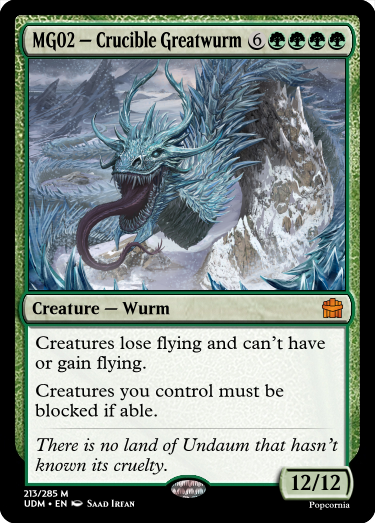 MG02 – Crucible Greatwurm 6
Creature — Wurm
Creatures lose flying and can't have
or gain flying.
Creatures you control must be
blocked if able.
There is no land of Undaum that hasn't
known its cruelty.
12/12
213/285 M
UDM • EN Saad Irfan
Popcornia